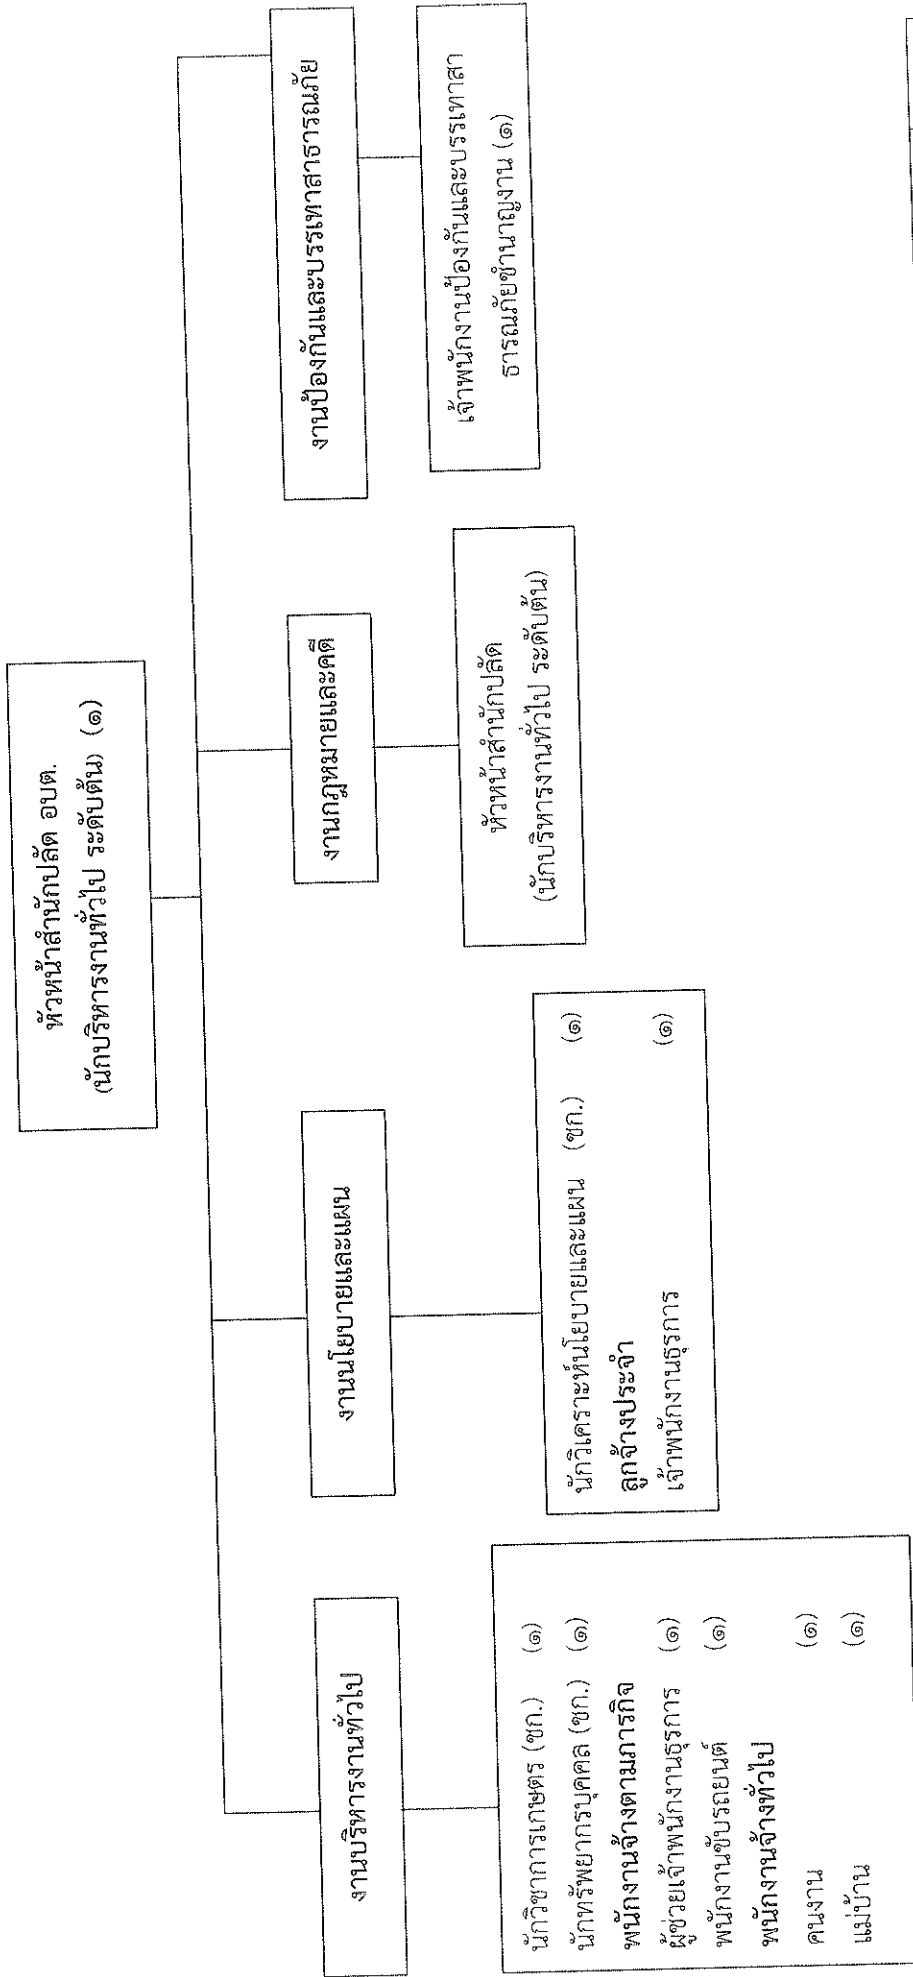 หัวหน้าสำนักปลัด อบต.
(นักบริหารงานทั่วไป ระดับต้น) (๑)
งานบริหารงานทั่วไป
นักวิชาการเกษตร (ชก.) (๑)
นักทรัพยากรบุคคล (ชก.) (๑)
พนักงานจ้างตามภารกิจ
ผู้ช่วยเจ้าพนักงานธุรการ (๑)
พนักงานขับรถยนต์ (๑)
พนักงานจ้างทั่วไป
คนงาน (๑)
แม่บ้าน (๑)
งานนโยบายและแผน
นักวิเคราะห์นโยบายและแผน (ชก.) (๑)
ลูกจ้างประจำ
เจ้าพนักงานธุรการ (๑)
งานกฎหมายและคดี
หัวหน้าสำนักปลัด
(นักบริหารงานทั่วไป ระดับต้น)
งานป้องกันและบรรเทาสาธารณภัย
เจ้าพนักงานป้องกันและบรรเทาสา
ธารณภัยชำนาญงาน (๑)